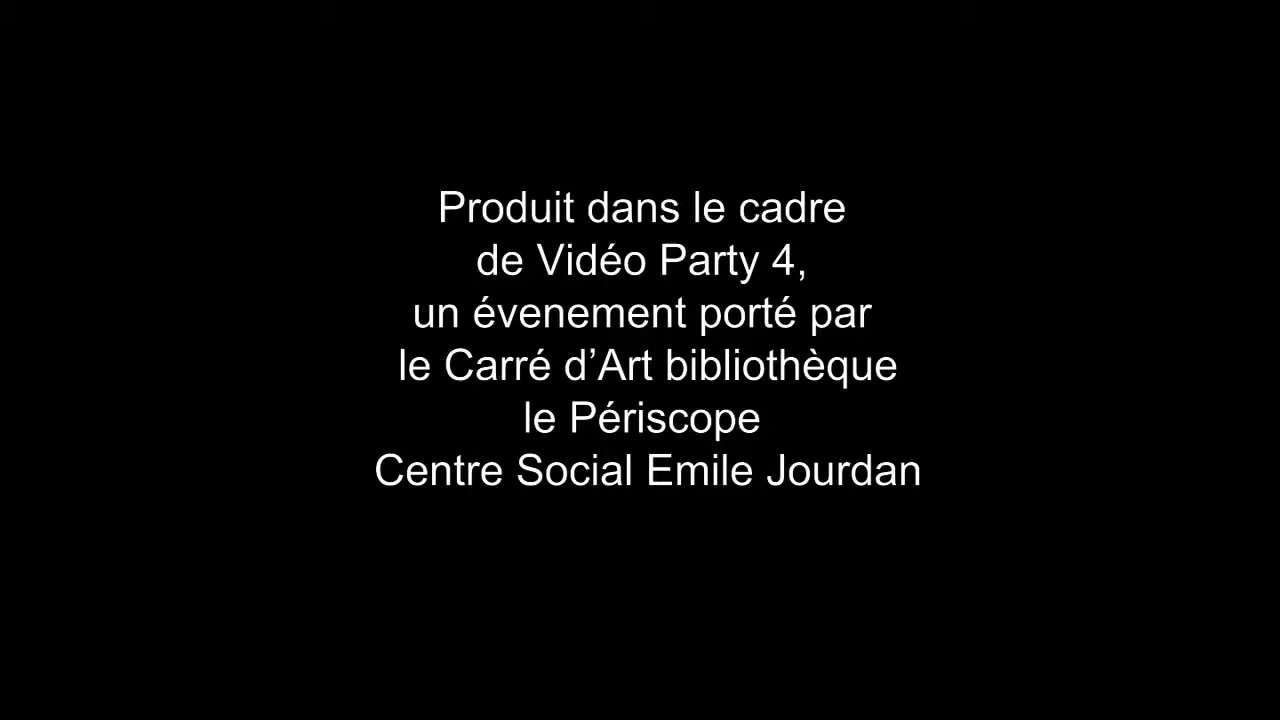 Produit dans le cadre
de Vidéo Party 4,
un évenement porté par
le Carré d’Art bibliothèque
le Périscope
Centre Social Emile Jourdan